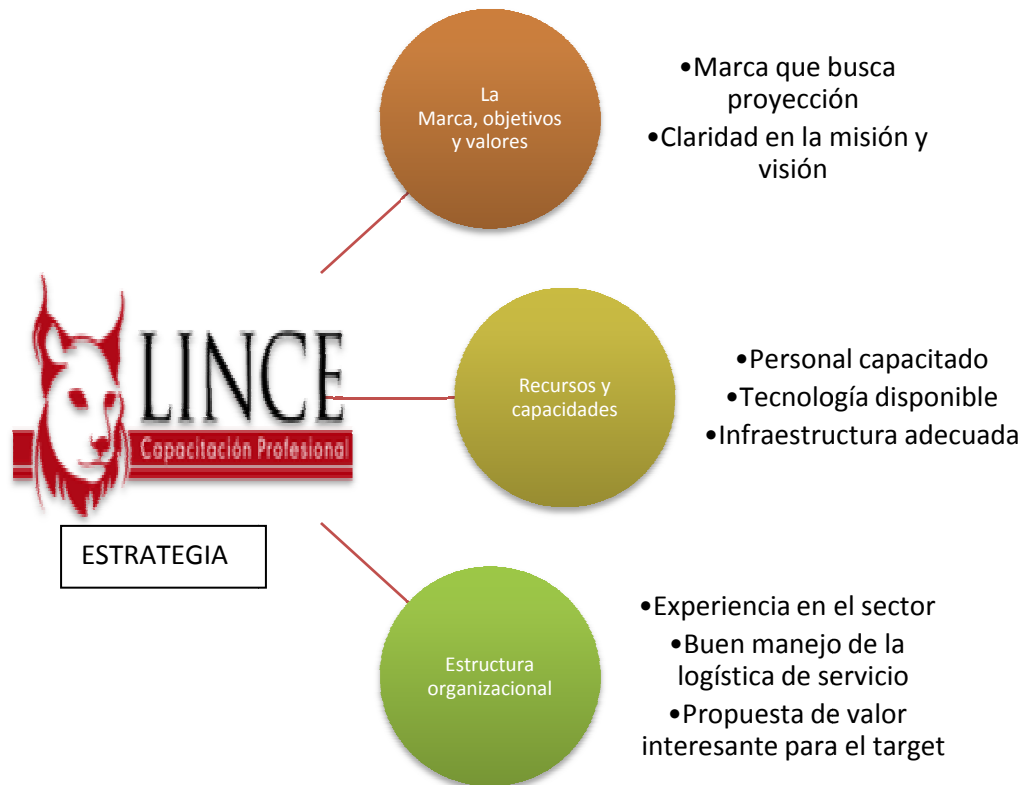 La
Marca, objetivos
y valores
•Marca que busca
proyección
•Claridad en la misión y
visión
LINCE
Capacitación Profesional
ESTRATEGIA
Recursos y
capacidades
•Personal capacitado
•Tecnología disponible
•Infraestructura adecuada
Estructura
organizacional
•Experiencia en el sector
•Buen manejo de la
logística de servicio
•Propuesta de valor
interesante para el target